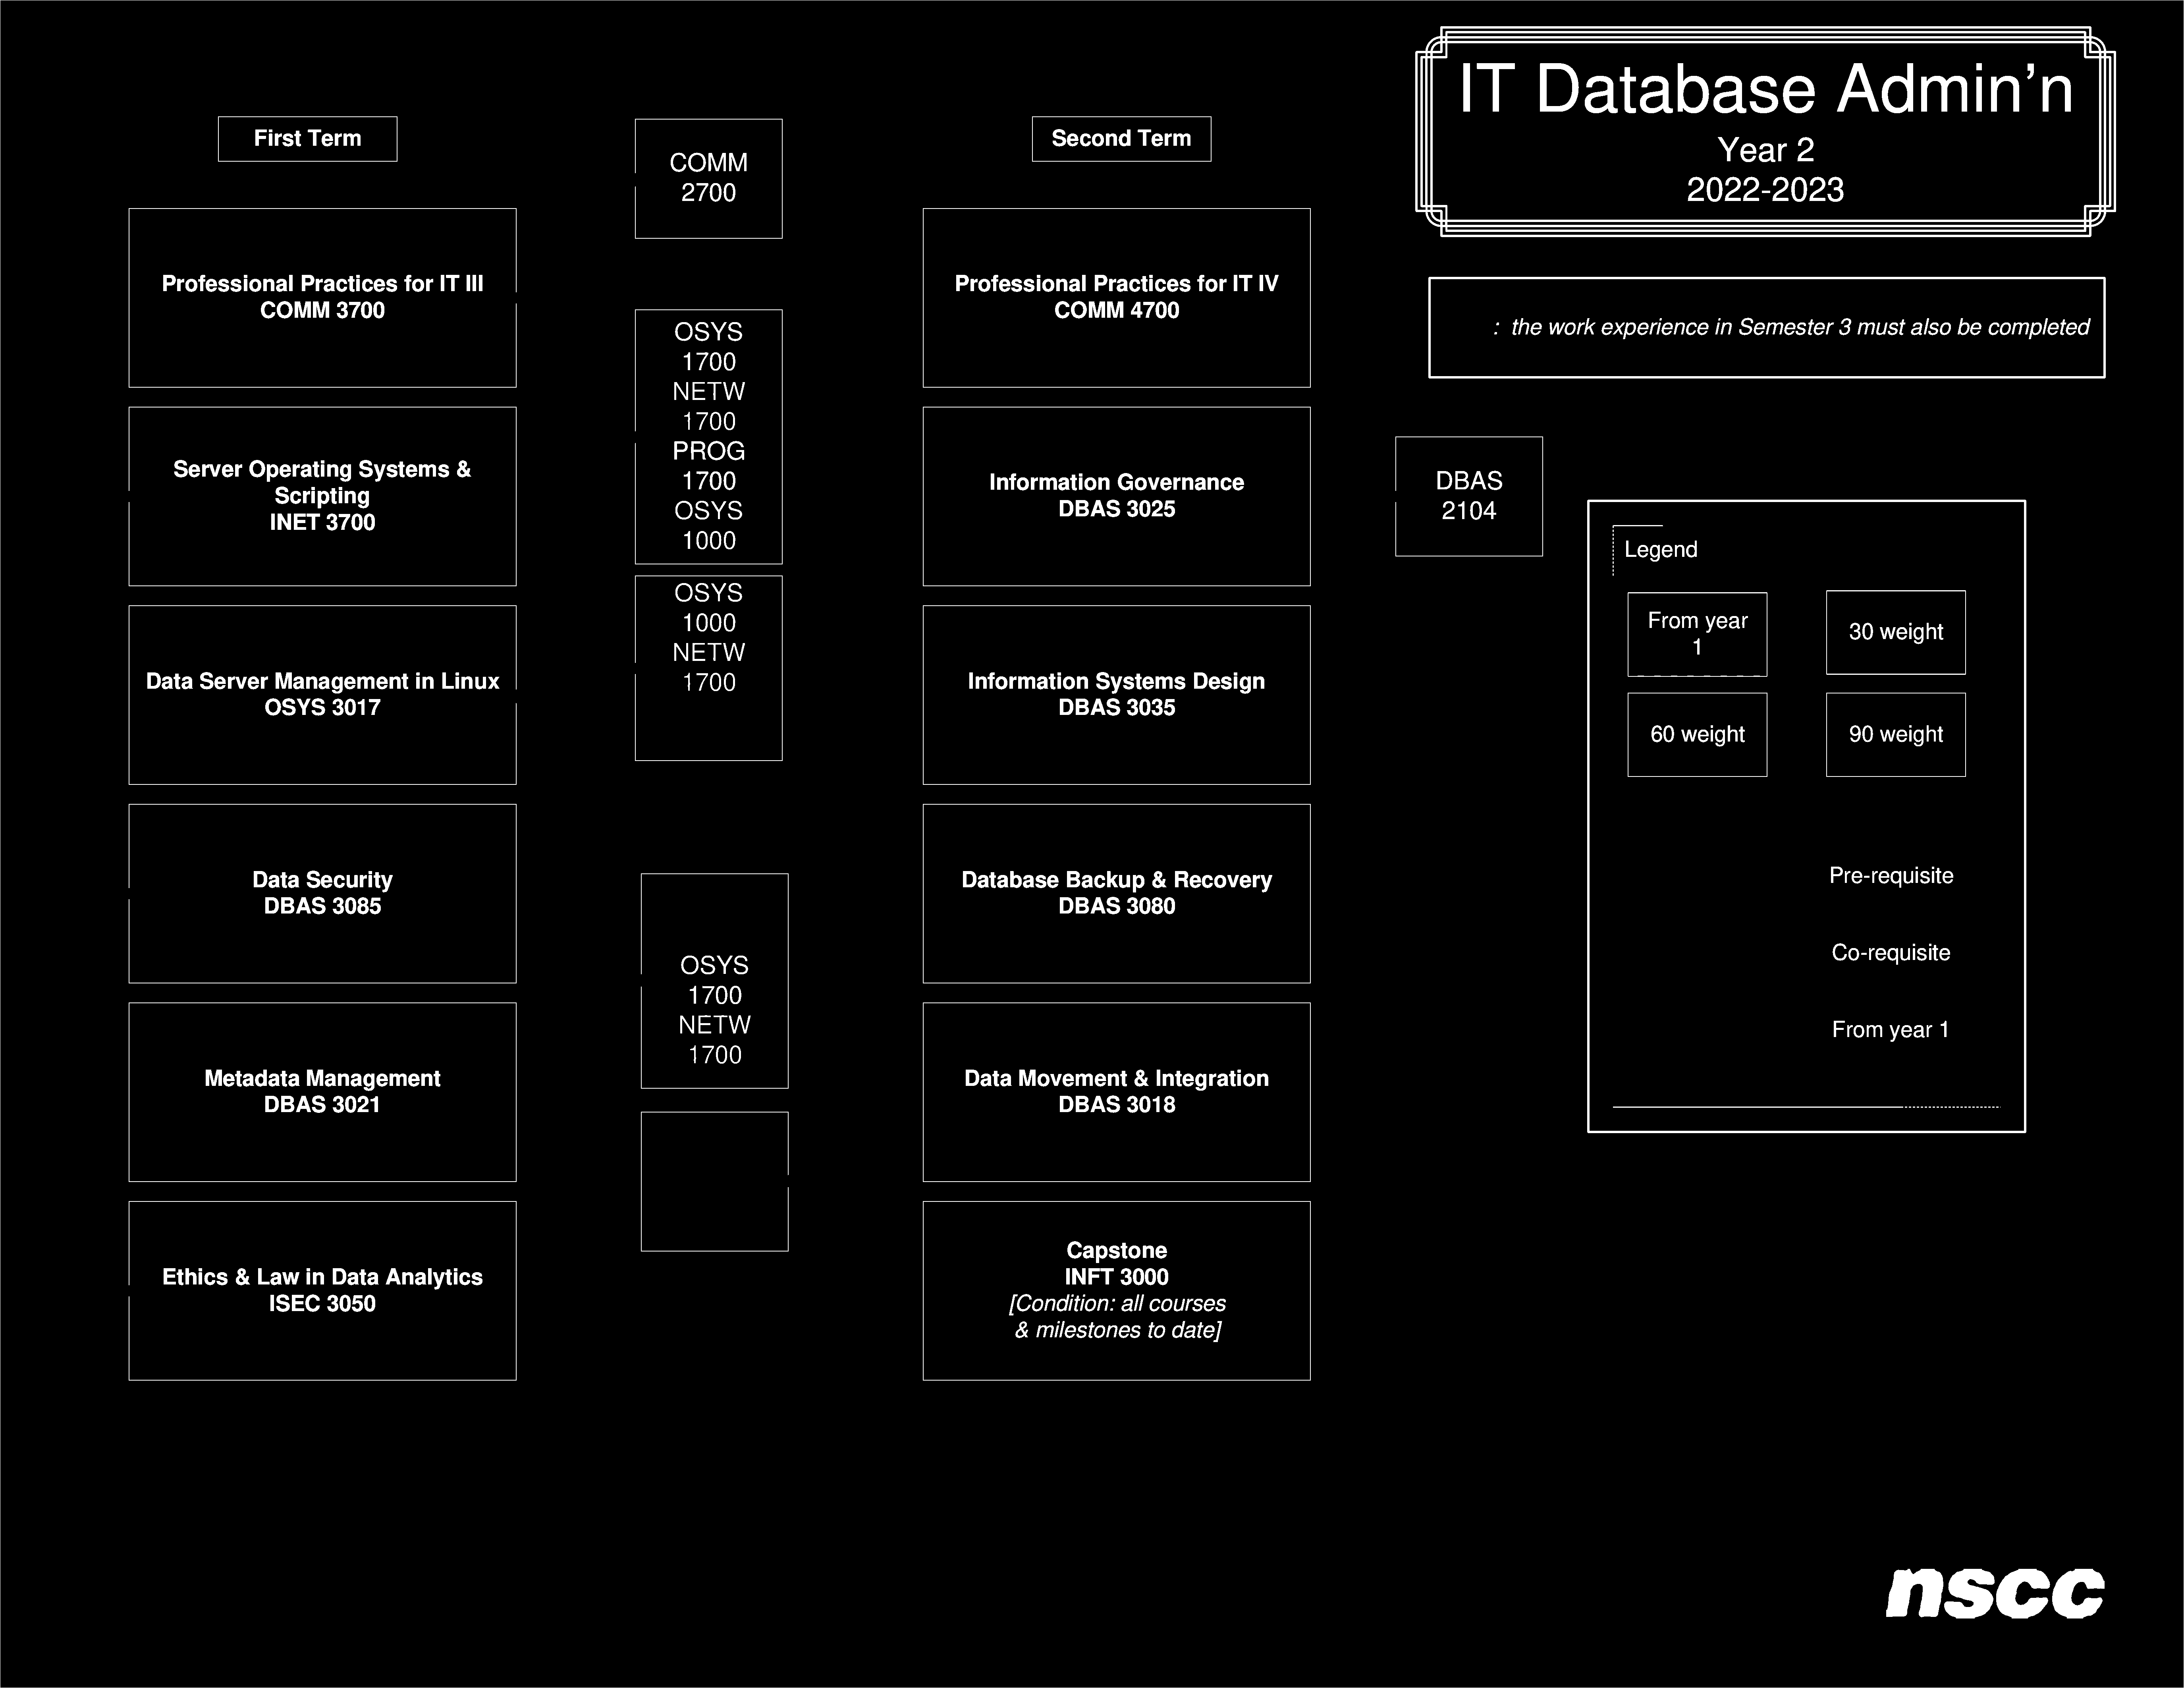 IT Database Admin’n
Year 2
2022-2023
First Term
COMM
2700
Second Term
Professional Practices for IT III
COMM 3700
Professional Practices for IT IV
COMM 4700
: the work experience in Semester 3 must also be completed
OSYS
1700
NETW
1700
PROG
1700
OSYS
1000
Server Operating Systems &
Scripting
INET 3700
Information Governance
DBAS 3025
DBAS
2104
OSYS
1000
NETW
1700
Data Server Management in Linux
OSYS 3017
Information Systems Design
DBAS 3035
Legend
From year
1
30 weight
60 weight
90 weight
Pre-requisite
Co-requisite
From year 1
Data Security
DBAS 3085
Database Backup & Recovery
DBAS 3080
OSYS
1700
NETW
1700
Metadata Management
DBAS 3021
Data Movement & Integration
DBAS 3018
Ethics & Law in Data Analytics
ISEC 3050
Capstone
INFT 3000
[Condition: all courses
& milestones to date]
nscc